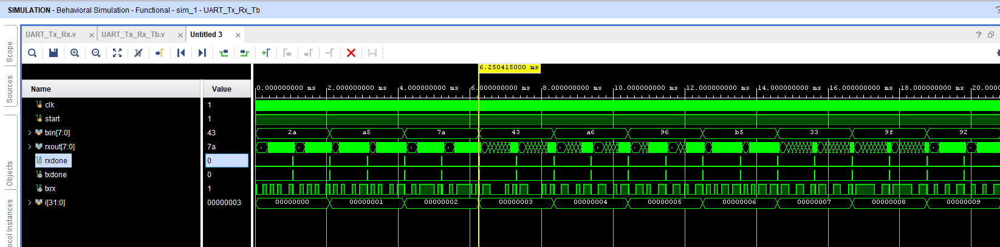 SIMULATION - Behavioral Simulation - Functional - sim_1 - UART_Tx_Rx_Tb
?
Scope
Sources
Objects
ocol Instances
UART_Tx_Rx.v × UART_Tx_Rx_Tb.v × Untitled 3 ×
?
6.250415000 ms
Name Value
0.000000000 ms 2.000000000 ms 4.000000000 ms 6.000000000 ms 8.000000000 ms 10.000000000 ms 12.000000000 ms 14.000000000 ms 16.000000000 ms 18.000000000 ms 20.0000
clk 1
start 1
txin[7:0] 43 2a a5 7a 43 a6 96 b5 33 9f 92
rxout[7:0] 7a
rxdone 0
txdone 0
txrx 1
i[31:0] 00000003 00000000 00000001 00000002 00000003 00000004 00000005 00000006 00000007 00000008 00000009